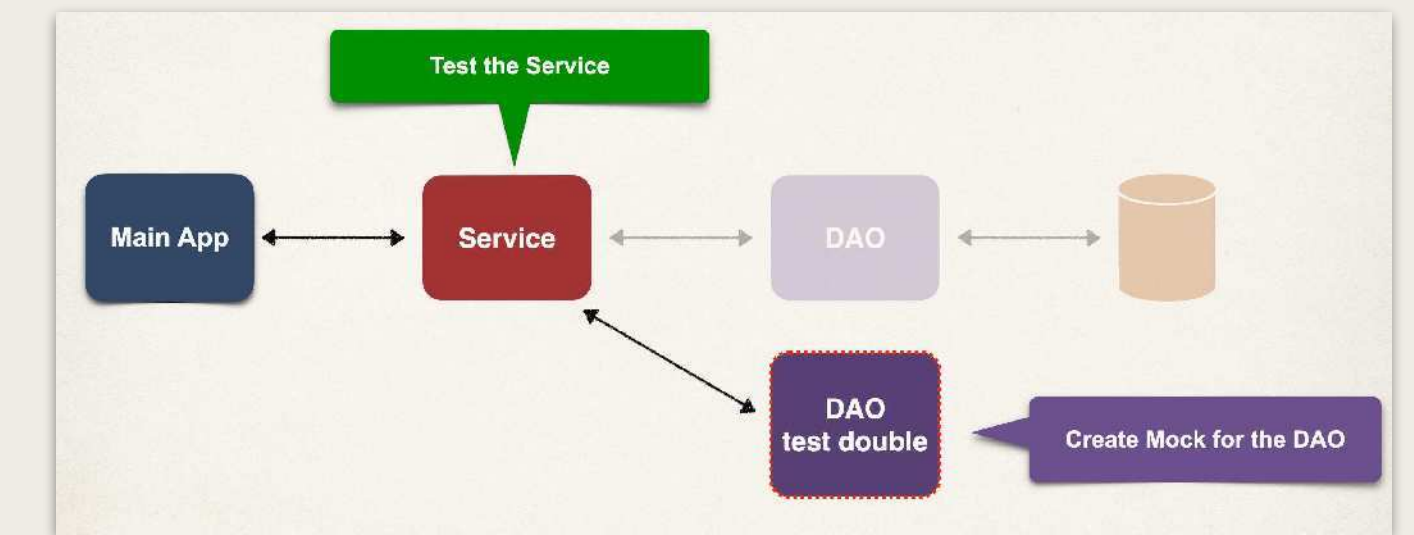 Test the Service
Main App
Service
DAO
DAO
test double
Create Mock for the DAO